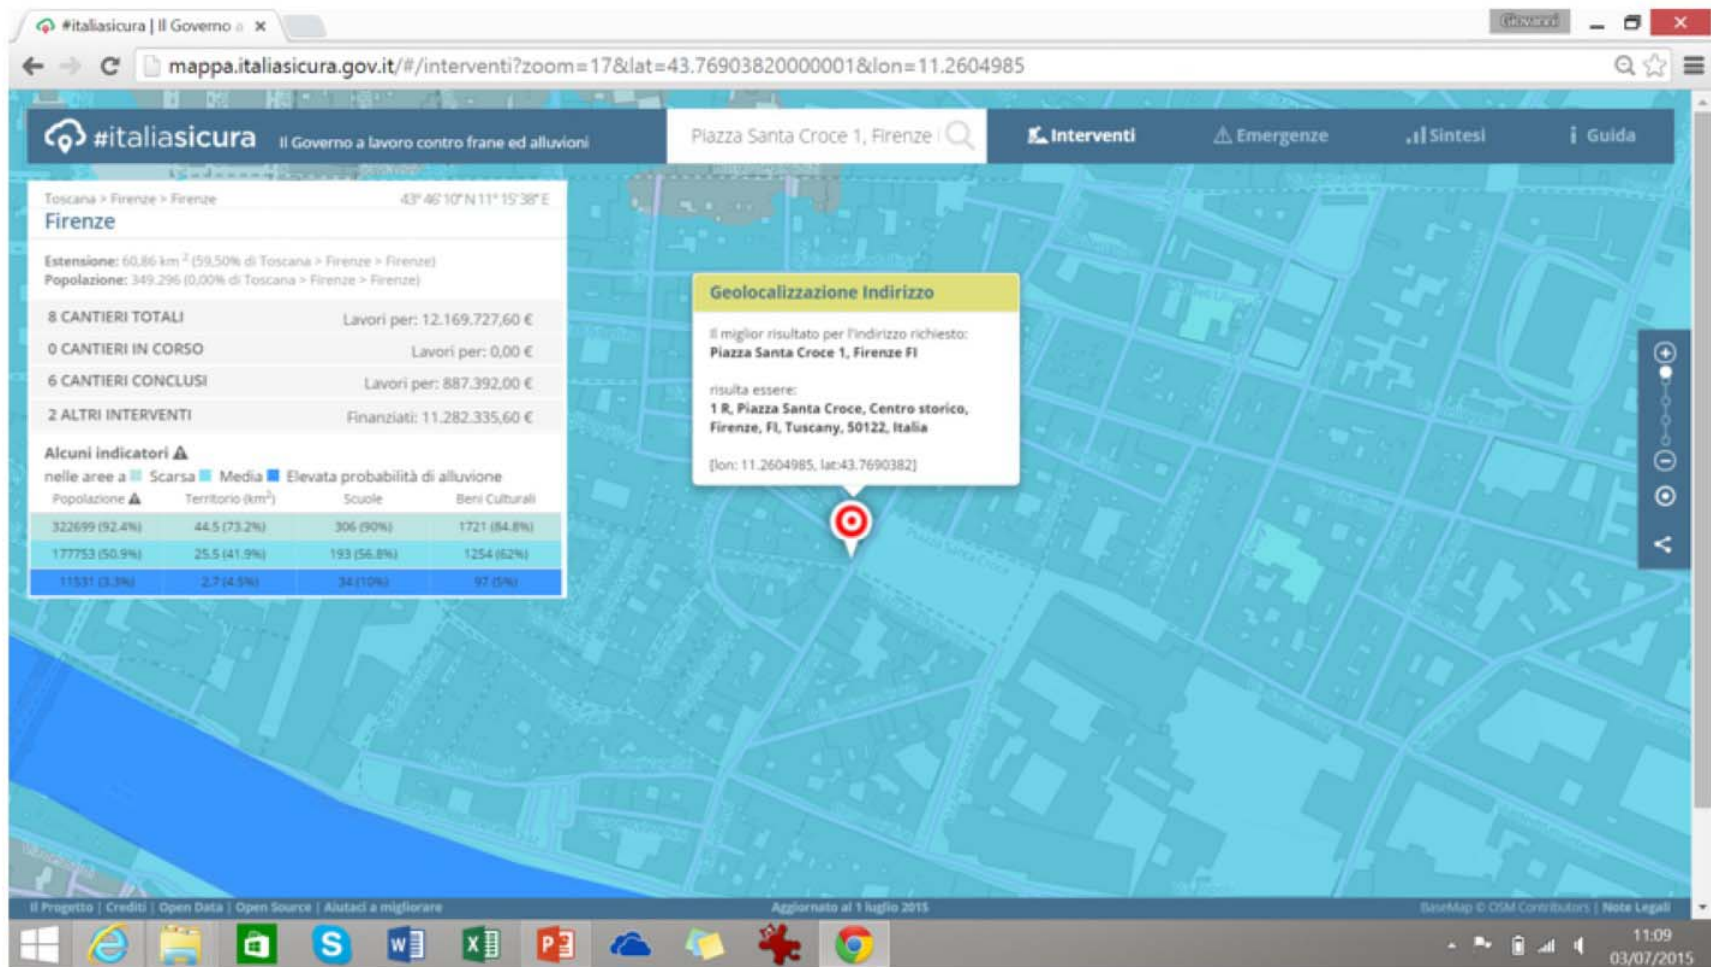 #italiasicura | Il Governo a
Giovanni
mappa.italiasicura.gov.it/#/interventi?zoom=17&lat=43.76903820000001&lon=11.2604985
#italiasicura Il Governo a lavoro contro frane ed alluvioni
Piazza Santa Croce 1, Firenze
Interventi
Emergenze
Sintesi
Guida
Toscana > Firenze > Firenze 43° 46' 10" N 11° 15' 38" E
Firenze
Estensione: 60,86 km² (59,50% di Toscana > Firenze > Firenze)
Popolazione: 349.296 (0,00% di Toscana > Firenze > Firenze)
8 CANTIERI TOTALI Lavori per: 12.169.727,60 €
0 CANTIERI IN CORSO Lavori per: 0,00 €
6 CANTIERI CONCLUSI Lavori per: 887.392,00 €
2 ALTRI INTERVENTI Finanziati: 11.282.335,60 €
Alcuni indicatori
nelle aree a Scarsa Media Elevata probabilità di alluvione
Popolazione Territorio (km²) Scuole Beni Culturali
322699 (92.4%) 44.5 (73.2%) 306 (90%) 1721 (84.8%)
177753 (50.9%) 25.5 (41.9%) 193 (56.8%) 1254 (62%)
11531 (3.3%) 2.7 (4.5%) 34 (10%) 97 (5%)
Geolocalizzazione Indirizzo
Il miglior risultato per l'indirizzo richiesto:
Piazza Santa Croce 1, Firenze FI
risulta essere:
1 R, Piazza Santa Croce, Centro storico,
Firenze, FI, Tuscany, 50122, Italia
[lon: 11.2604985, lat:43.7690382]
Piazza Santa Croce
Il Progetto | Crediti | Open Data | Open Source | Aiutaci a migliorare
Aggiornato al 1 luglio 2015
BaseMap © OSM Contributors | Note Legali
11:09
03/07/2015